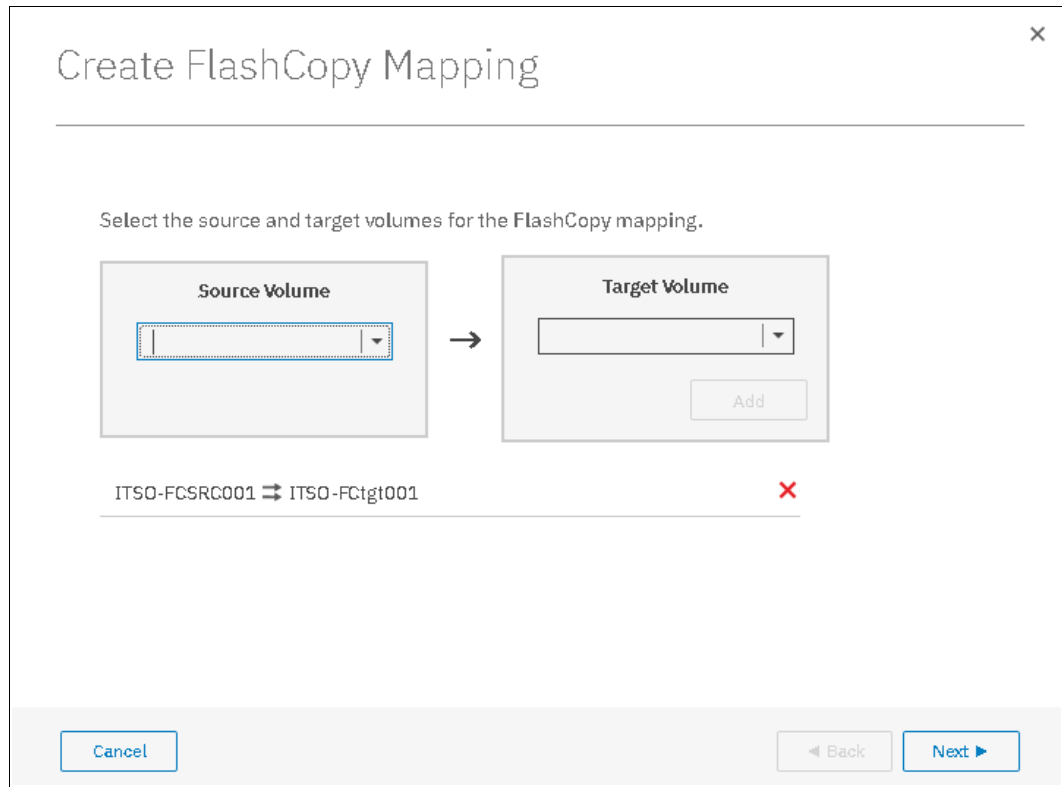 Create FlashCopy Mapping
Select the source and target volumes for the FlashCopy mapping.
Source Volume
Target Volume
Add
ITSO-FCSRC001 ⇉ ITSO-FCtgt001
Cancel
Back
Next